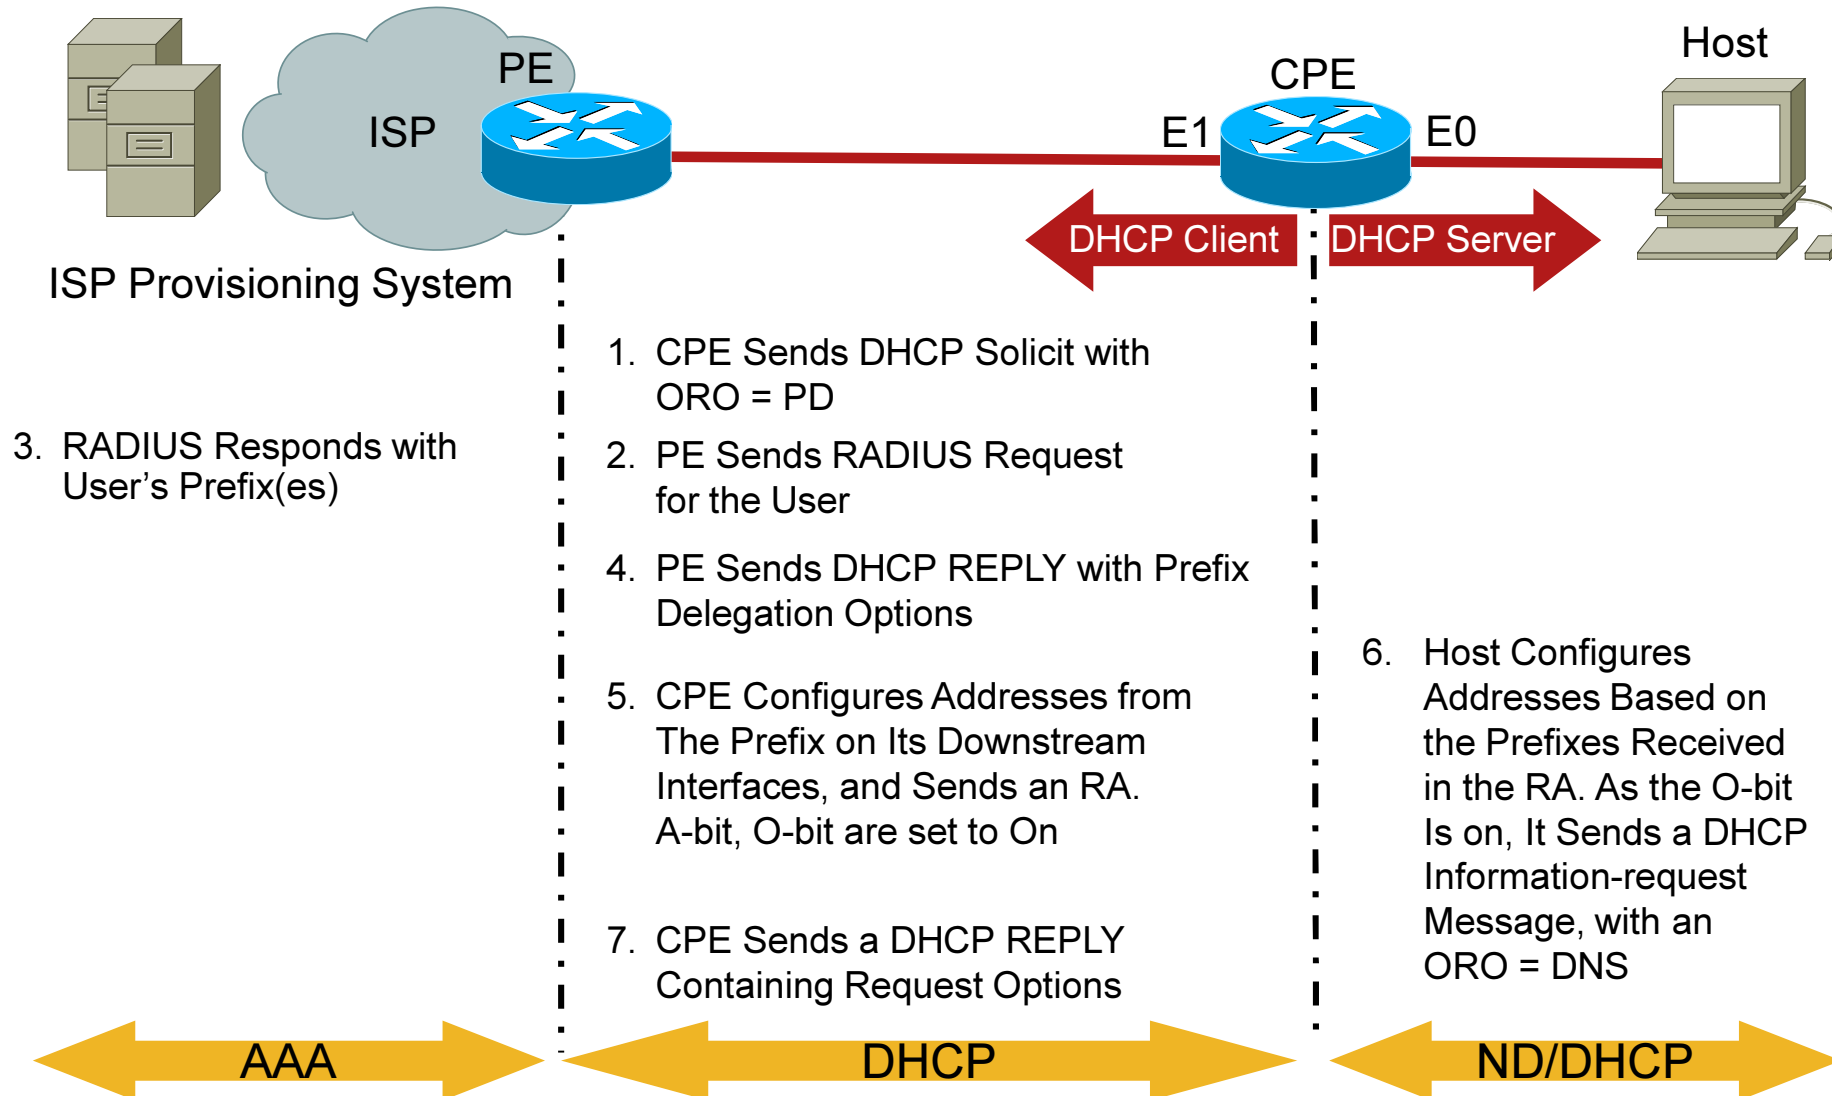 Host
PE
CPE
ISP
E1
E0
DHCP Client
DHCP Server
ISP Provisioning System
1. CPE Sends DHCP Solicit with
ORO = PD
3. RADIUS Responds with
User’s Prefix(es)
2. PE Sends RADIUS Request
for the User
4. PE Sends DHCP REPLY with Prefix
Delegation Options
5. CPE Configures Addresses from
The Prefix on Its Downstream
Interfaces, and Sends an RA.
A-bit, O-bit are set to On
6. Host Configures
Addresses Based on
the Prefixes Received
in the RA. As the O-bit
Is on, It Sends a DHCP
Information-request
Message, with an
ORO = DNS
7. CPE Sends a DHCP REPLY
Containing Request Options
AAA
DHCP
ND/DHCP